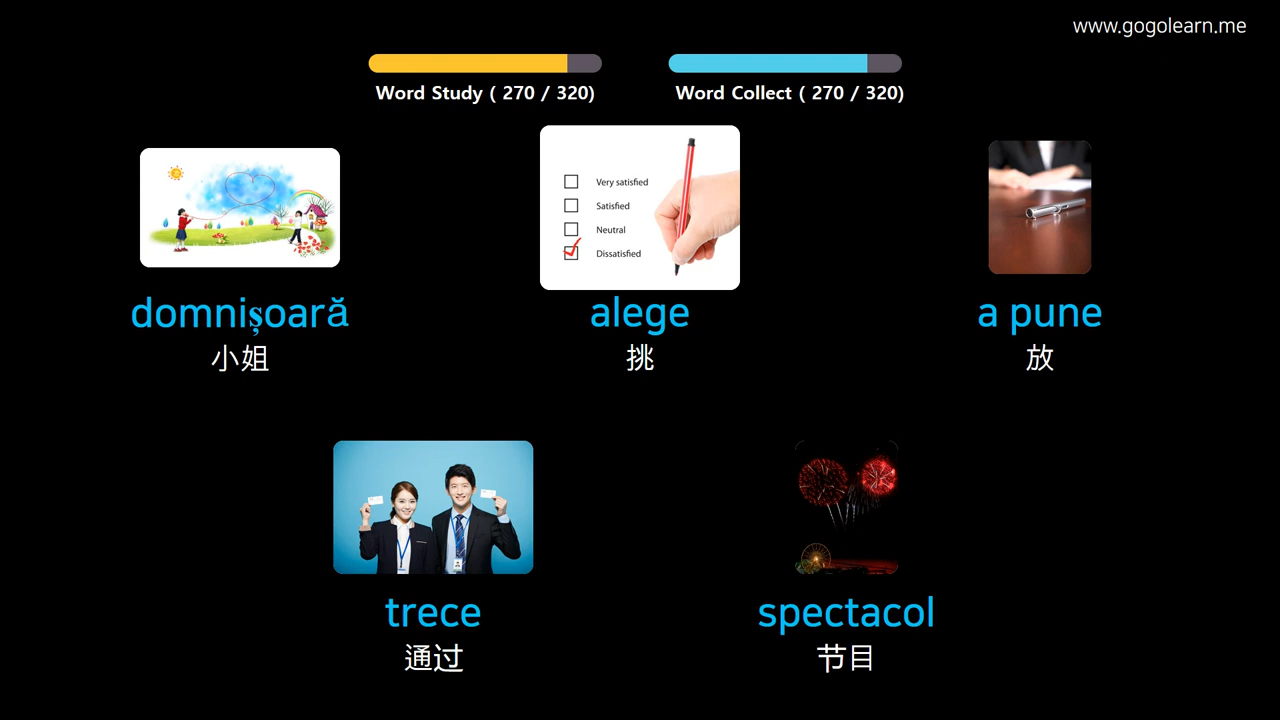 www.gogolearn.me
Word Study ( 270 / 320)
Word Collect ( 270 / 320)
Very satisfied
Satisfied
Neutral
Dissatisfied
domnișoară
小姐
alege
挑
a pune
放
trece
通过
spectacol
节目